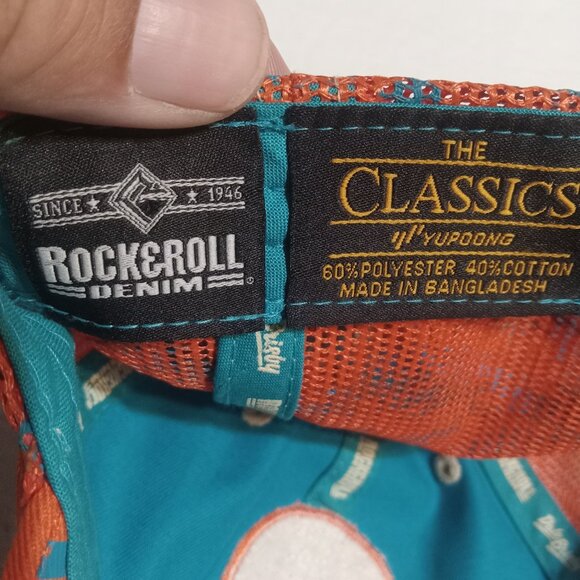 SINCE ★ ★ 1946
ROCK&ROLL
DENIM
®
THE
CLASSICS
YUPOONG
60%POLYESTER 40%COTTON
MADE IN BANGLADESH